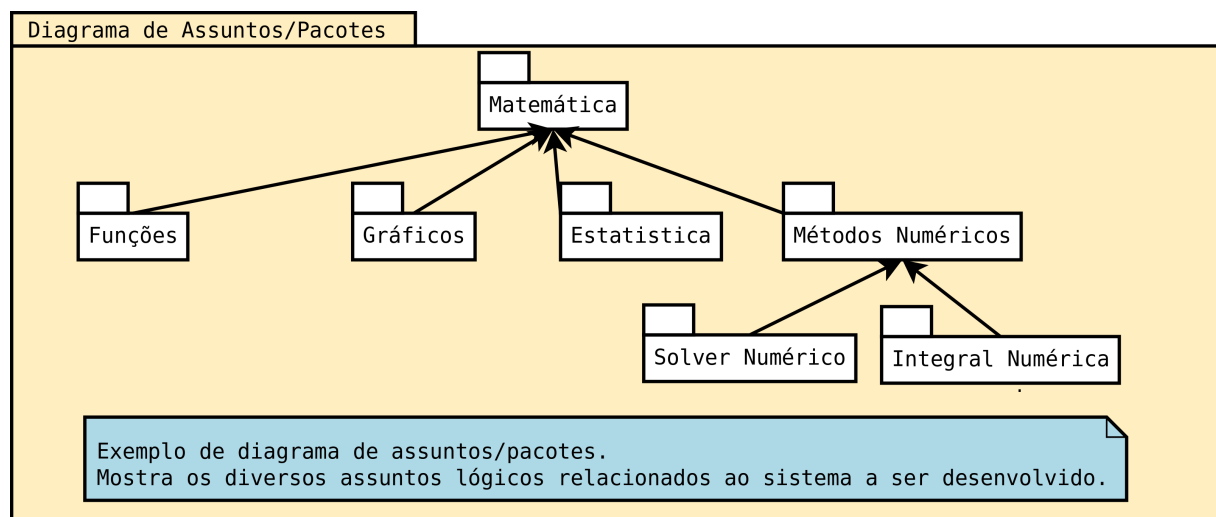 Diagrama de Assuntos/Pacotes
Matemática
Funções
Gráficos
Estatistica
Métodos Numéricos
Solver Numérico
Integral Numérica
.
Exemplo de diagrama de assuntos/pacotes.
Mostra os diversos assuntos lógicos relacionados ao sistema a ser desenvolvido.